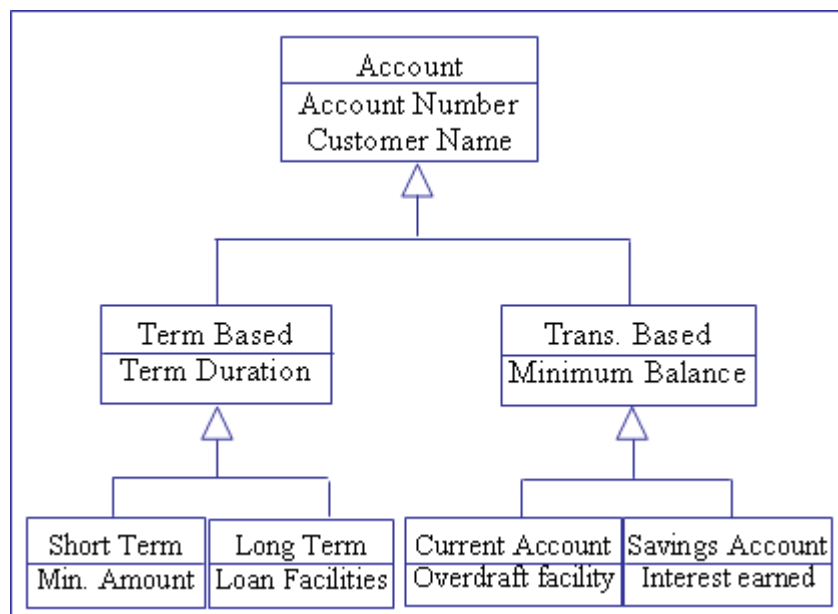 Account
Account Number
Customer Name
Term Based
Term Duration
Trans. Based
Minimum Balance
Short Term
Min. Amount
Long Term
Loan Facilities
Current Account
Overdraft facility
Savings Account
Interest earned